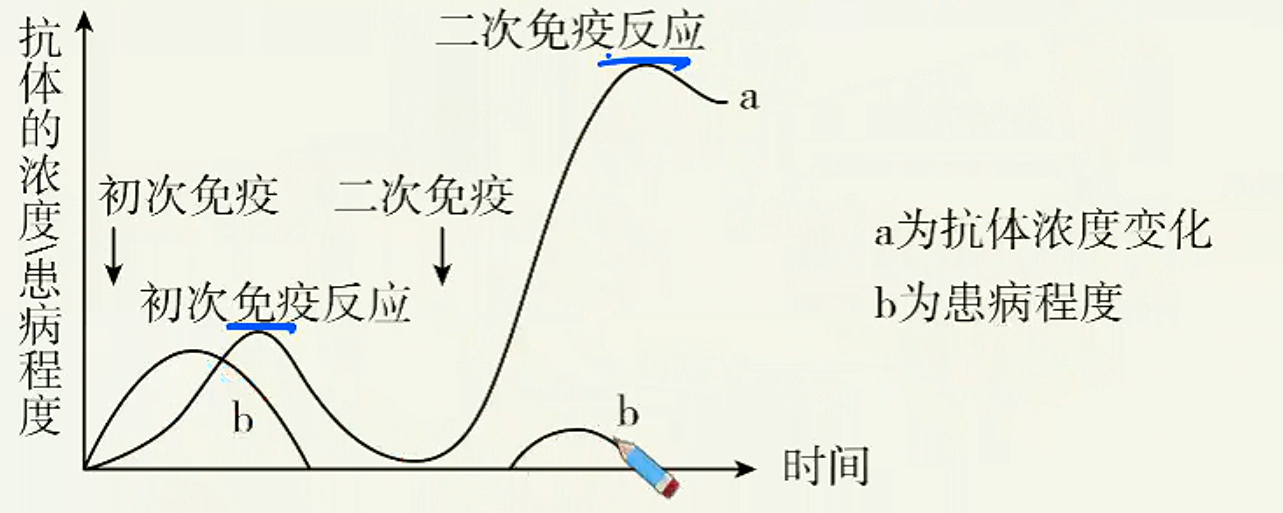 抗体的浓度/患病程度
二次免疫反应
a
初次免疫
二次免疫
初次免疫反应
b
b
时间
a为抗体浓度变化
b为患病程度